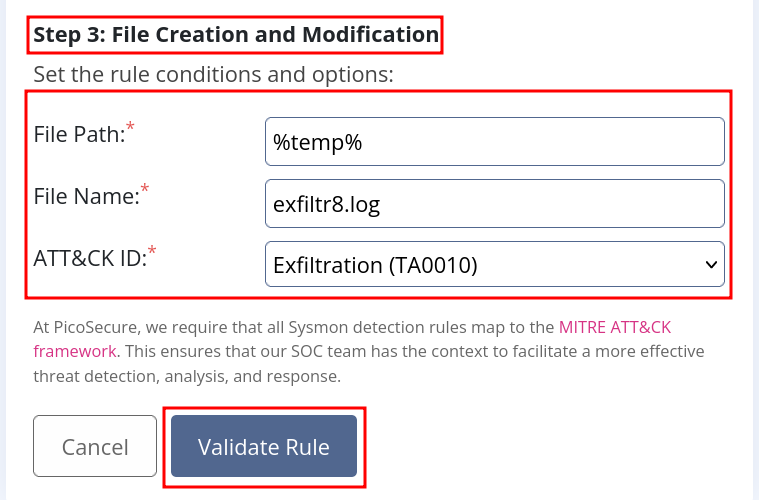 Step 3: File Creation and Modification
Set the rule conditions and options:
File Path:*
%temp%
File Name:*
exfiltr8.log
ATT&CK ID:*
Exfiltration (TA0010)
At PicoSecure, we require that all Sysmon detection rules map to the MITRE ATT&CK
framework. This ensures that our SOC team has the context to facilitate a more effective
threat detection, analysis, and response.
Cancel
Validate Rule